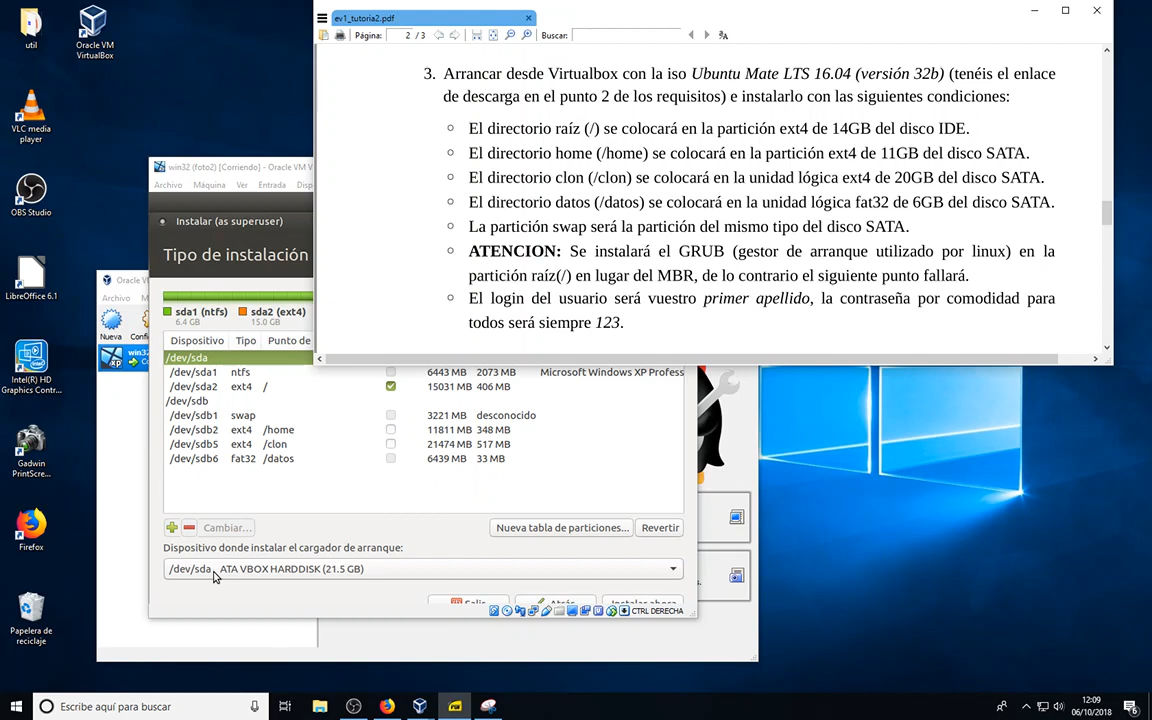 util
Oracle VM
VirtualBox
VLC media
player
OBS Studio
LibreOffice 6.1
Intel(R) HD
Graphics Contr...
Gadwin
PrintScre...
Firefox
Papelera de
reciclaje
ev1_tutoria2.pdf
Página: 2 / 3 Buscar:
3. Arrancar desde Virtualbox con la iso Ubuntu Mate LTS 16.04 (versión 32b) (tenéis el enlace
de descarga en el punto 2 de los requisitos) e instalarlo con las siguientes condiciones:
El directorio raíz (/) se colocará en la partición ext4 de 14GB del disco IDE.
El directorio home (/home) se colocará en la partición ext4 de 11GB del disco SATA.
El directorio clon (/clon) se colocará en la unidad lógica ext4 de 20GB del disco SATA.
El directorio datos (/datos) se colocará en la unidad lógica fat32 de 6GB del disco SATA.
La partición swap será la partición del mismo tipo del disco SATA.
ATENCION: Se instalará el GRUB (gestor de arranque utilizado por linux) en la
partición raíz(/) en lugar del MBR, de lo contrario el siguiente punto fallará.
El login del usuario será vuestro primer apellido, la contraseña por comodidad para
todos será siempre 123.
win32 (foto2) [Corriendo] - Oracle VM V
Archivo Máquina Ver Entrada Disp
Instalar (as superuser)
Tipo de instalación
sda1 (ntfs) sda2 (ext4)
6.4 GB 15.0 GB
Dispositivo Tipo Punto de
/dev/sda
/dev/sda1 ntfs 6443 MB 2073 MB Microsoft Windows XP Profess
/dev/sda2 ext4 / 15031 MB 406 MB
/dev/sdb
/dev/sdb1 swap 3221 MB desconocido
/dev/sdb2 ext4 /home 11811 MB 348 MB
/dev/sdb5 ext4 /clon 21474 MB 517 MB
/dev/sdb6 fat32 /datos 6439 MB 33 MB
Cambiar... Nueva tabla de particiones... Revertir
Dispositivo donde instalar el cargador de arranque:
/dev/sda ATA VBOX HARDDISK (21.5 GB)
Salir Atrás Instalar ahora
CTRL DERECHA
Oracle V
Archivo M
Nueva Confi
win32
XP
s.
Escribe aquí para buscar
12:09
06/10/2018
6